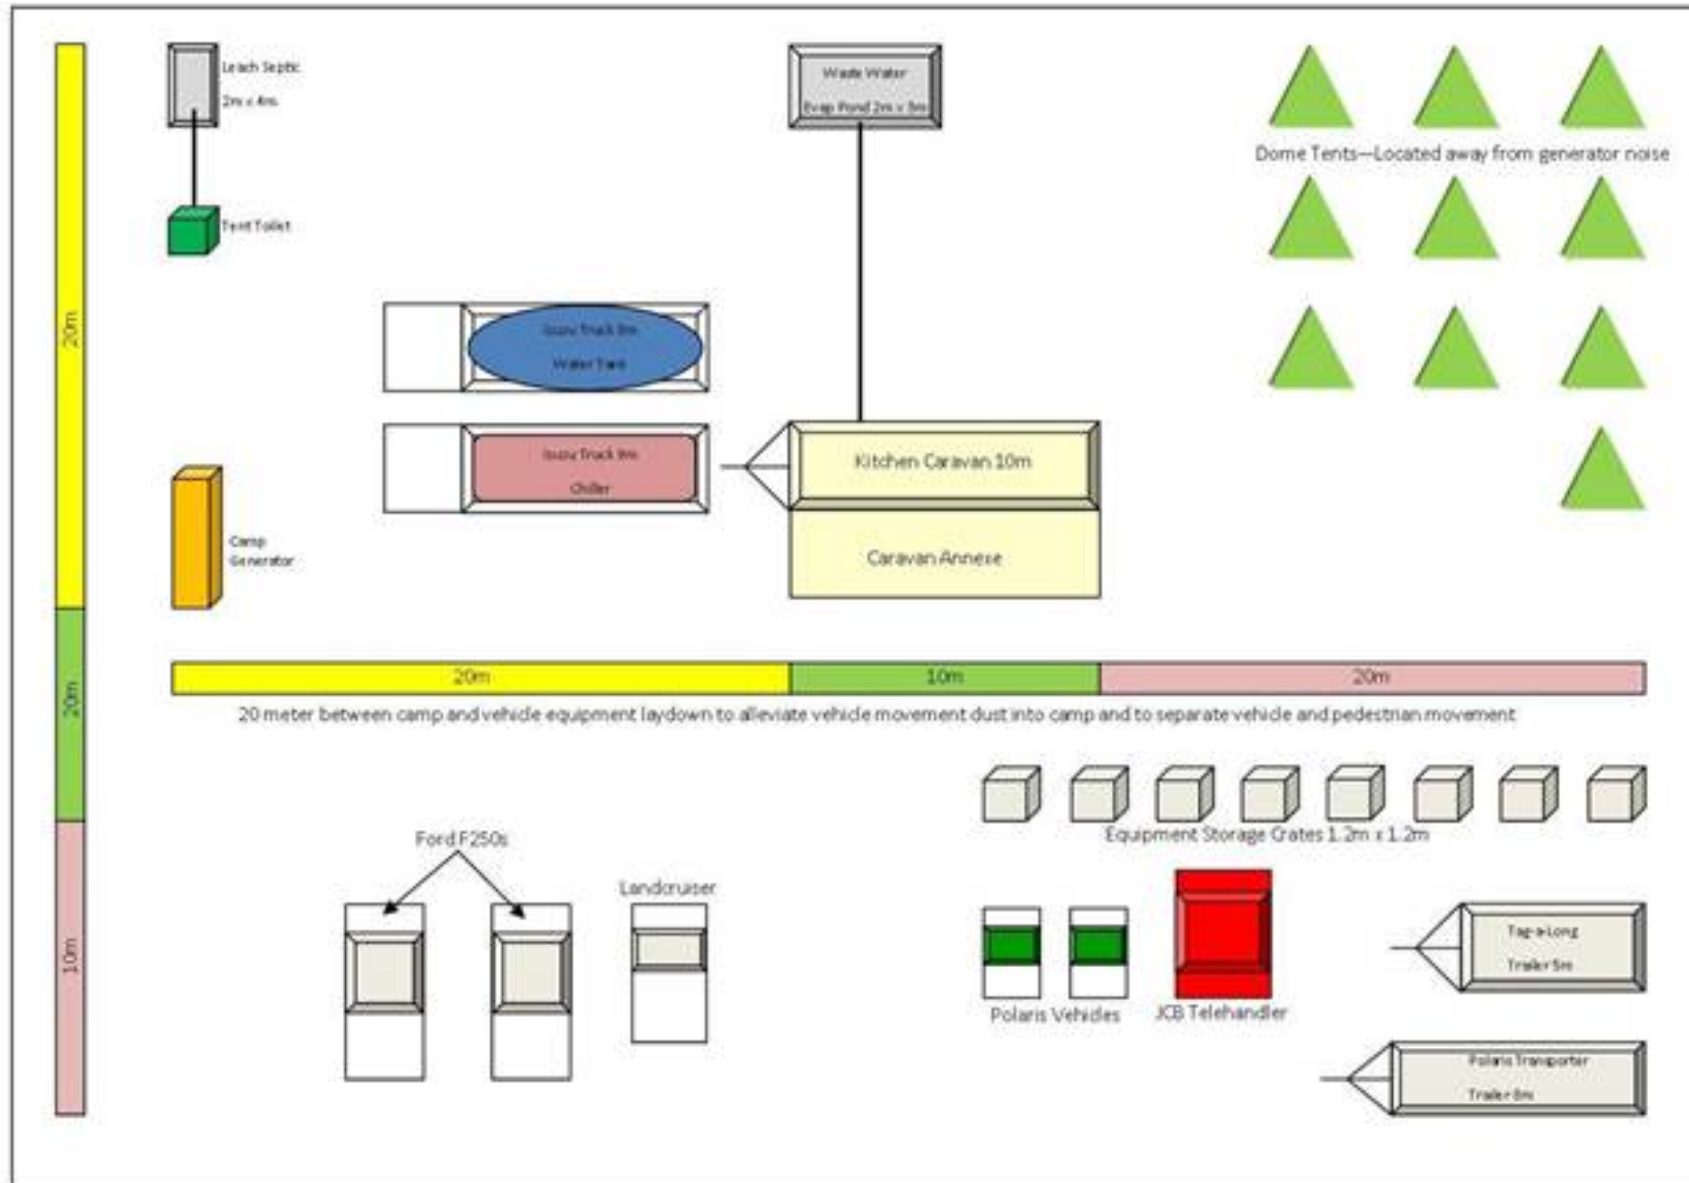 Leach Septic
2m x 4m
Waste Water
Evap Pond 2m x 3m
Dome Tents—Located away from generator noise
Tent Toilet
20m
Isuzu Truck 8m
Water Tank
Isuzu Truck 9m
Chiller
Kitchen Caravan 10m
Caravan Annexe
Camp
Generator
20m
10m
20m
20m
20 meter between camp and vehicle equipment laydown to alleviate vehicle movement dust into camp and to separate vehicle and pedestrian movement
Equipment Storage Crates 1.2m x 1.2m
Ford F250s
Landcruiser
10m
Polaris Vehicles
JCB Telehandler
Tag-a-Long
Trailer 5m
Polaris Transporter
Trailer 8m